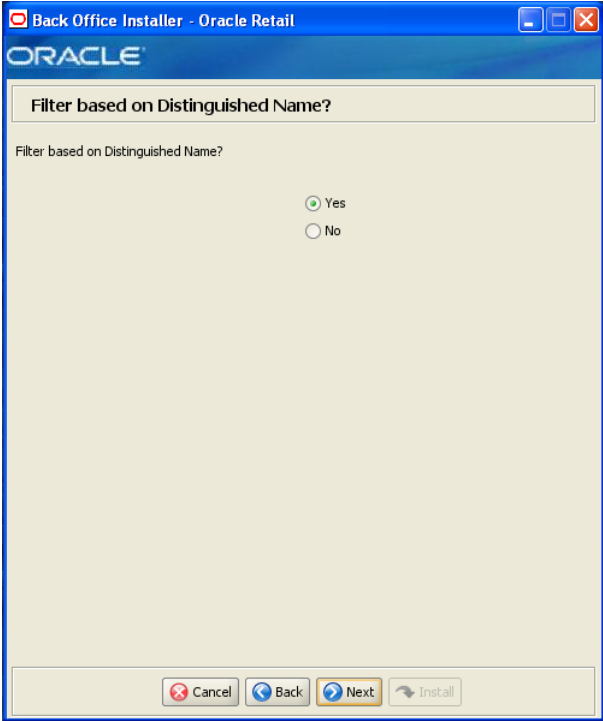 Back Office Installer - Oracle Retail
ORACLE
Filter based on Distinguished Name?
Filter based on Distinguished Name?
Yes
No
Cancel Back Next Install